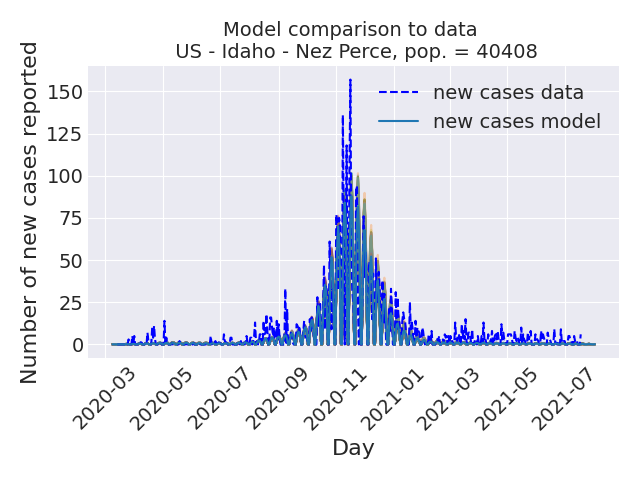 Model comparison to data
US - Idaho - Nez Perce, pop. = 40408
Number of new cases reported
150
125
100
75
50
25
0
new cases data
new cases model
2020-03
2020-05
2020-07
2020-09
2020-11
2021-01
2021-03
2021-05
2021-07
Day